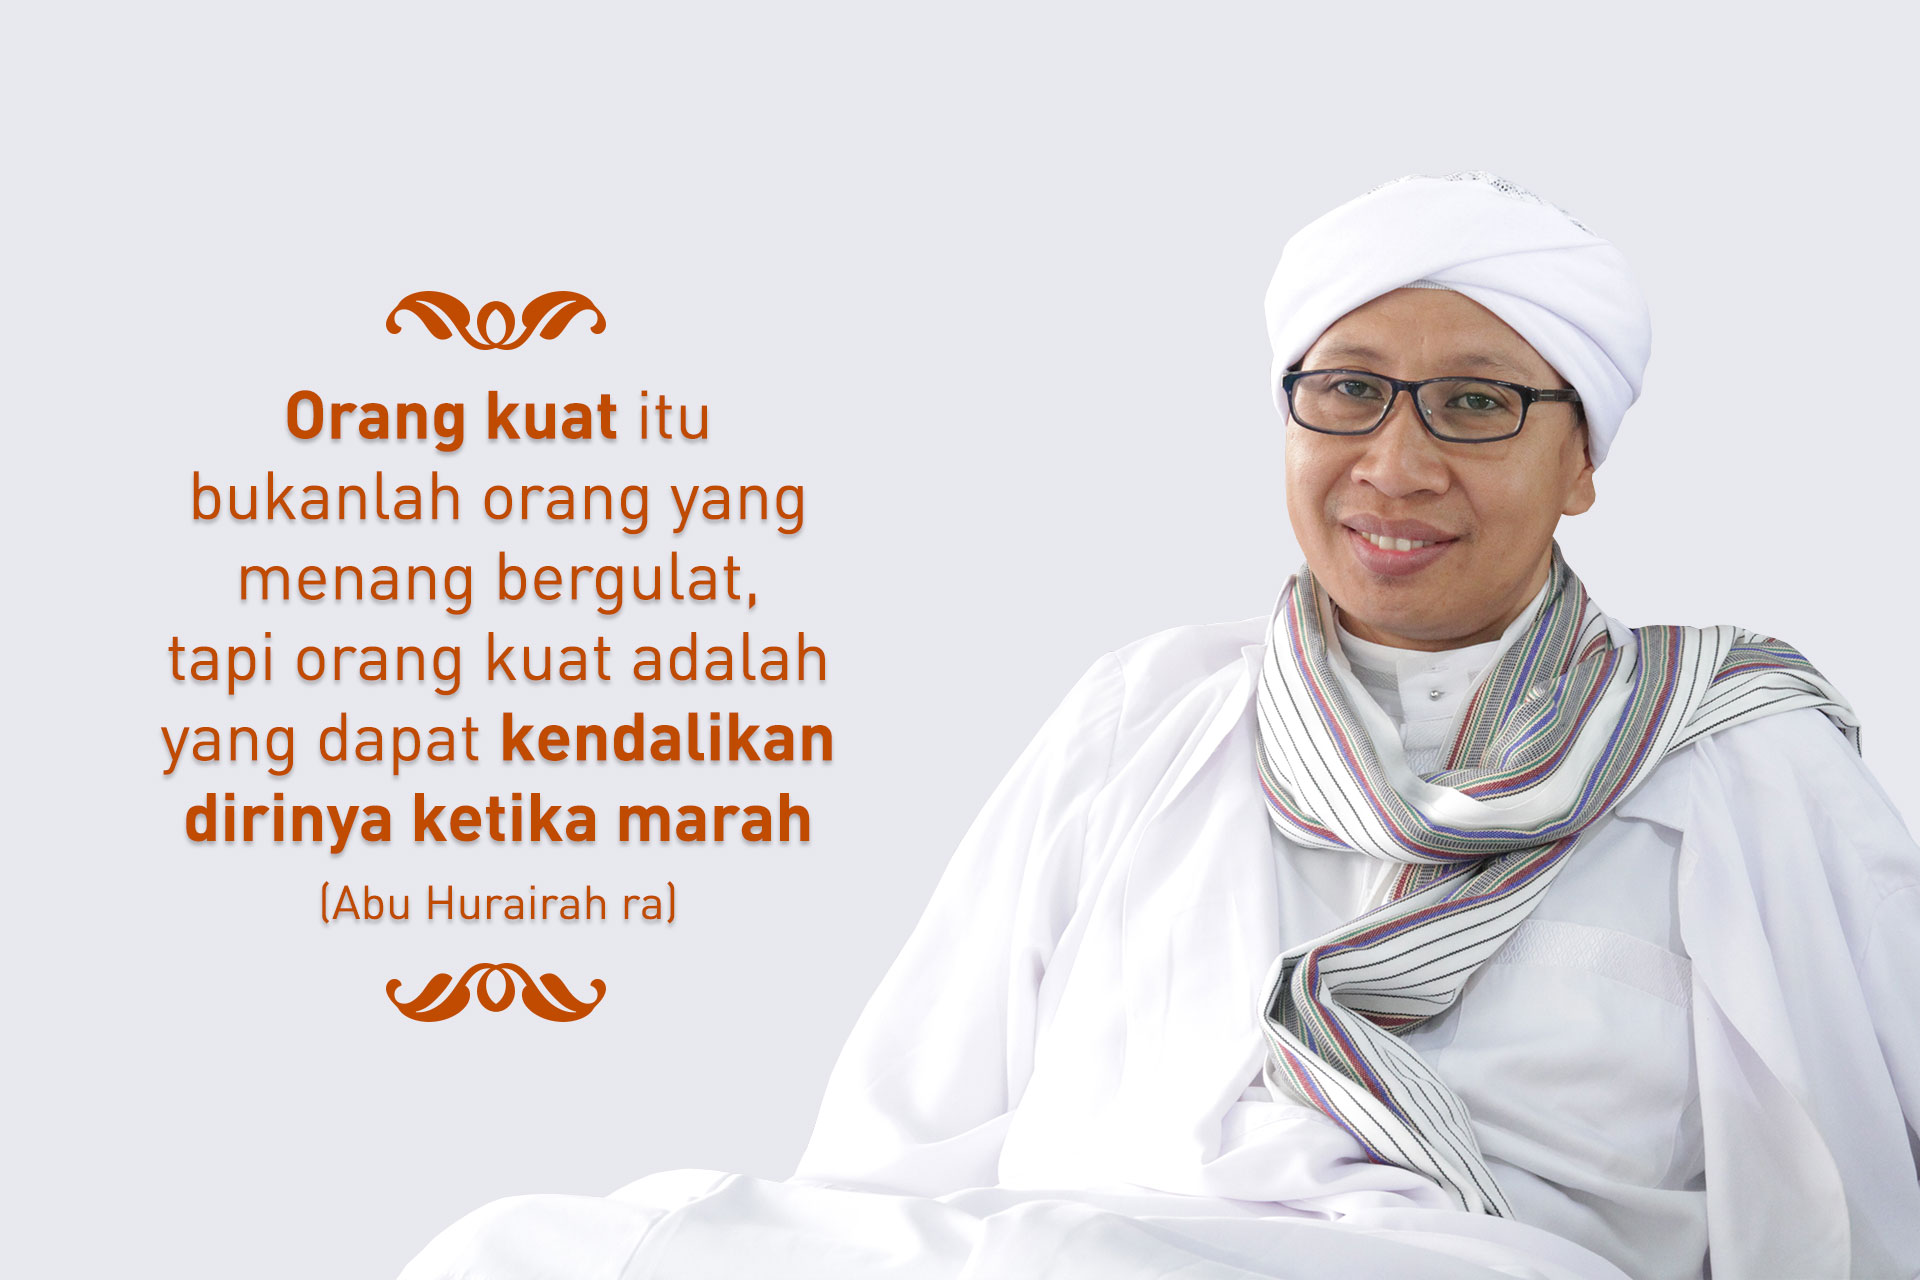 Orang kuat itu
bukanlah orang yang
menang bergulat,
tapi orang kuat adalah
yang dapat kendalikan
dirinya ketika marah
(Abu Hurairah ra)